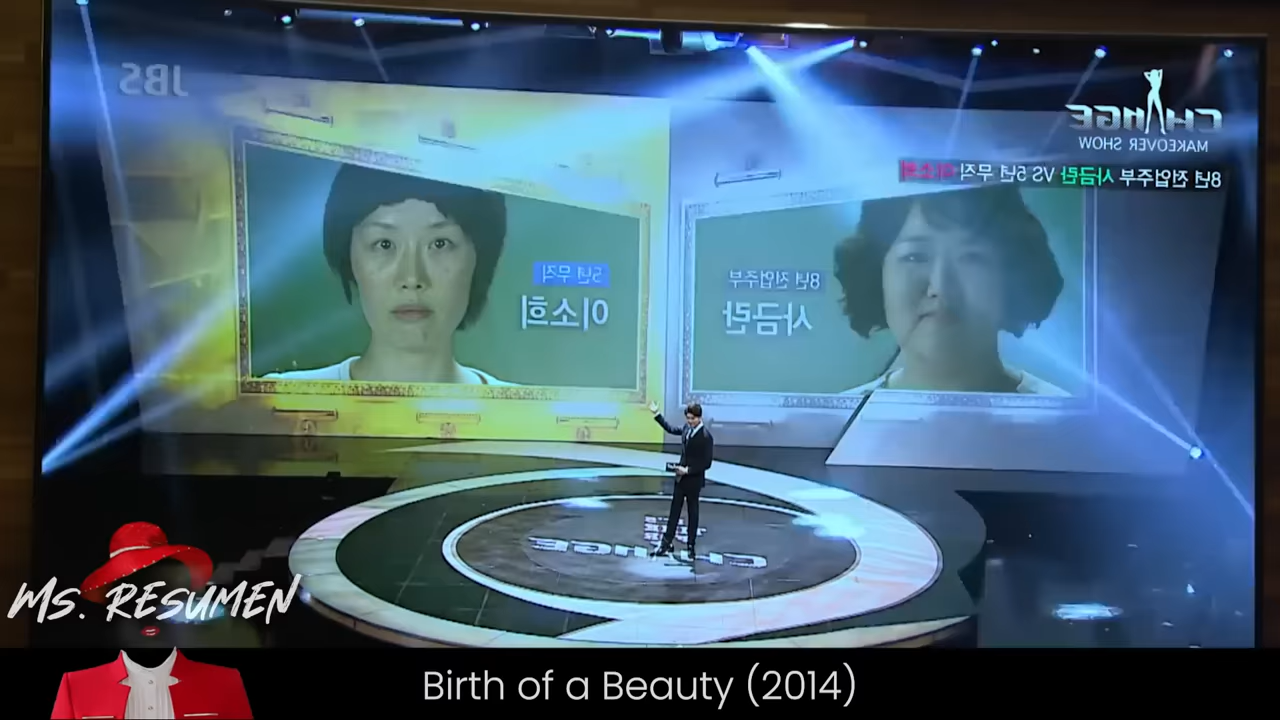 JBS
CHANGE
MAKEOVER SHOW
8년 전업주부 사금란 VS 5년 무직 이소희
5년 무직
이소희
8년 전업주부
사금란
CHANGE
Ms. RESUMEN
Birth of a Beauty (2014)